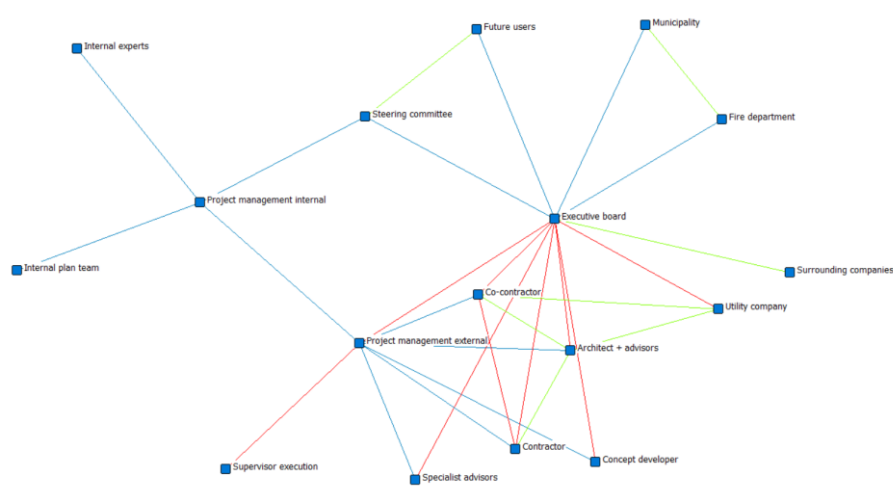 Future users
Municipality
Internal experts
Steering committee
Fire department
Project management internal
Executive board
Internal plan team
Surrounding companies
Co-contractor
Utility company
Project management external
Architect + advisors
Contractor
Concept developer
Supervisor execution
Specialist advisors